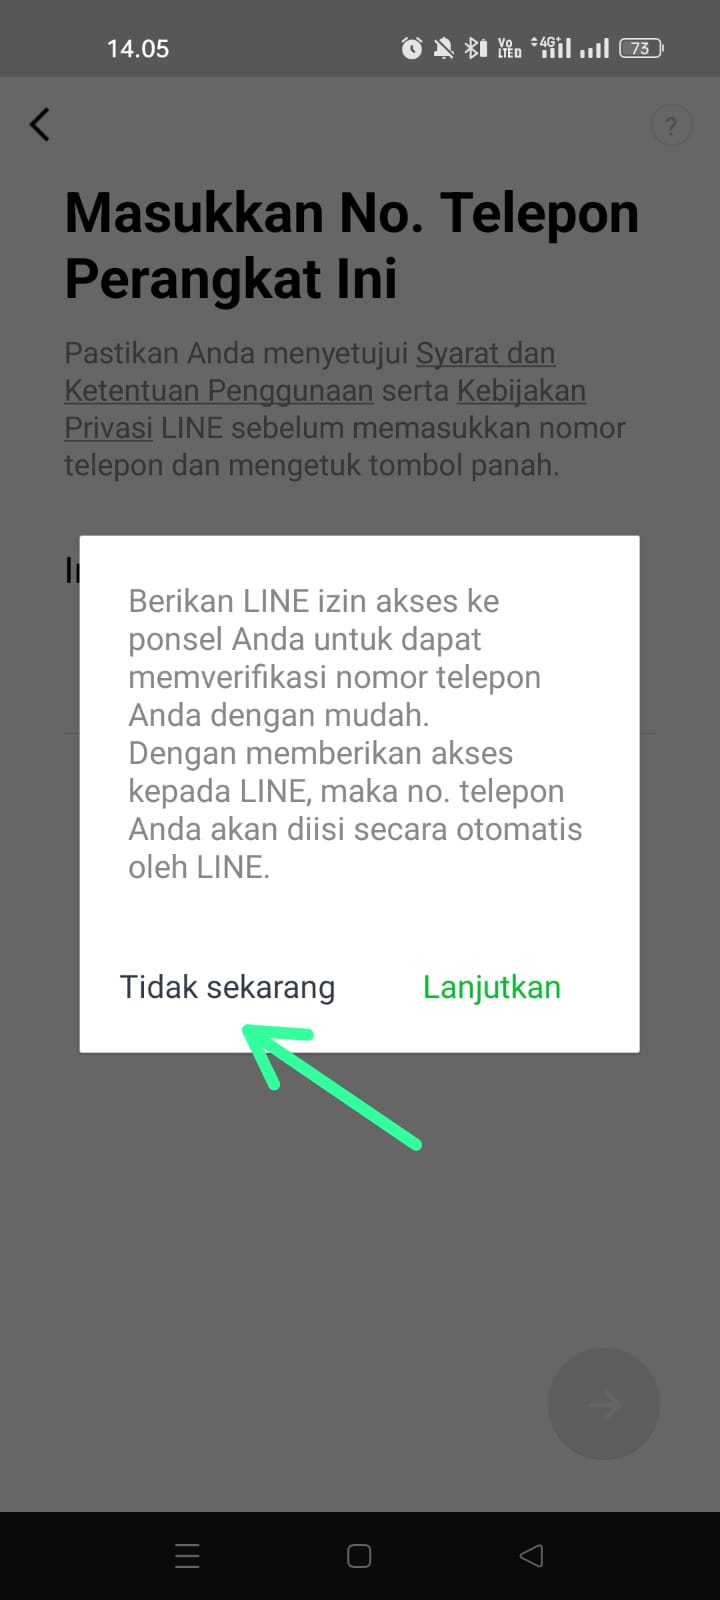 14.05
Vo
LTED
4G+
73
?
Masukkan No. Telepon
Perangkat Ini
Pastikan Anda menyetujui Syarat dan
Ketentuan Penggunaan serta Kebijakan
Privasi LINE sebelum memasukkan nomor
telepon dan mengetuk tombol panah.
Berikan LINE izin akses ke
ponsel Anda untuk dapat
memverifikasi nomor telepon
Anda dengan mudah.
Dengan memberikan akses
kepada LINE, maka no. telepon
Anda akan diisi secara otomatis
oleh LINE.
Tidak sekarang Lanjutkan